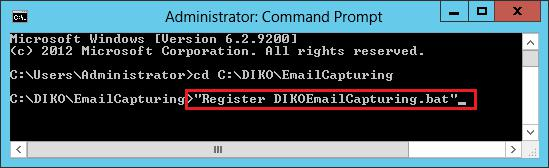 Administrator: Command Prompt
Microsoft Windows [Version 6.2.9200]
(c) 2012 Microsoft Corporation. All rights reserved.
C:\Users\Administrator>cd C:\DIKO\EmailCapturing
C:\DIKO\EmailCapturing>"Register DIKOEmailCapturing.bat"_